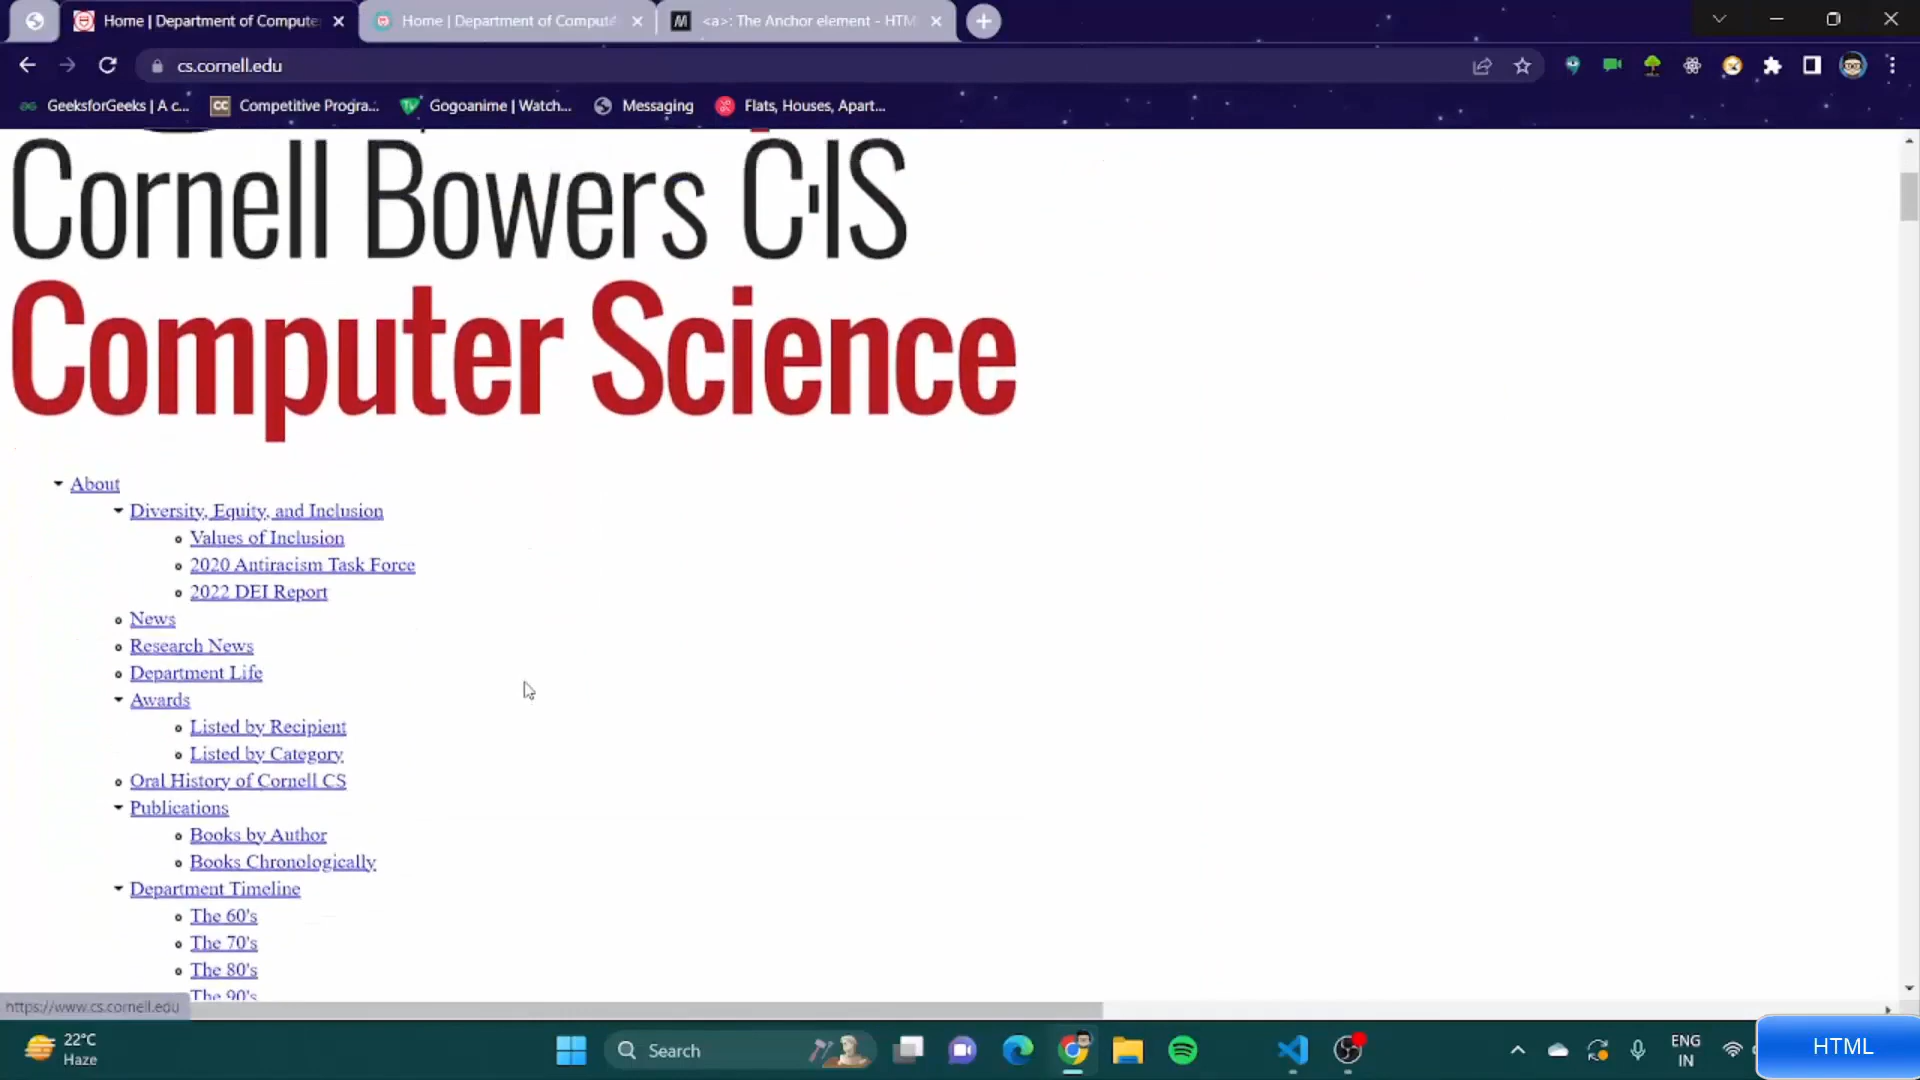 Home | Department of Compute
Home | Department of Compute
<a>: The Anchor element - HTM
cs.cornell.edu
GeeksforGeeks | A c...
CC
Competitive Progra...
Gogoanime | Watch...
Messaging
Flats, Houses, Apart...
Cornell Bowers C·IS
Computer Science
About
Diversity, Equity, and Inclusion
Values of Inclusion
2020 Antiracism Task Force
2022 DEI Report
News
Research News
Department Life
Awards
Listed by Recipient
Listed by Category
Oral History of Cornell CS
Publications
Books by Author
Books Chronologically
Department Timeline
The 60's
The 70's
The 80's
The 90's
https://www.cs.cornell.edu
22°C
Haze
Search
ENG
IN
HTML